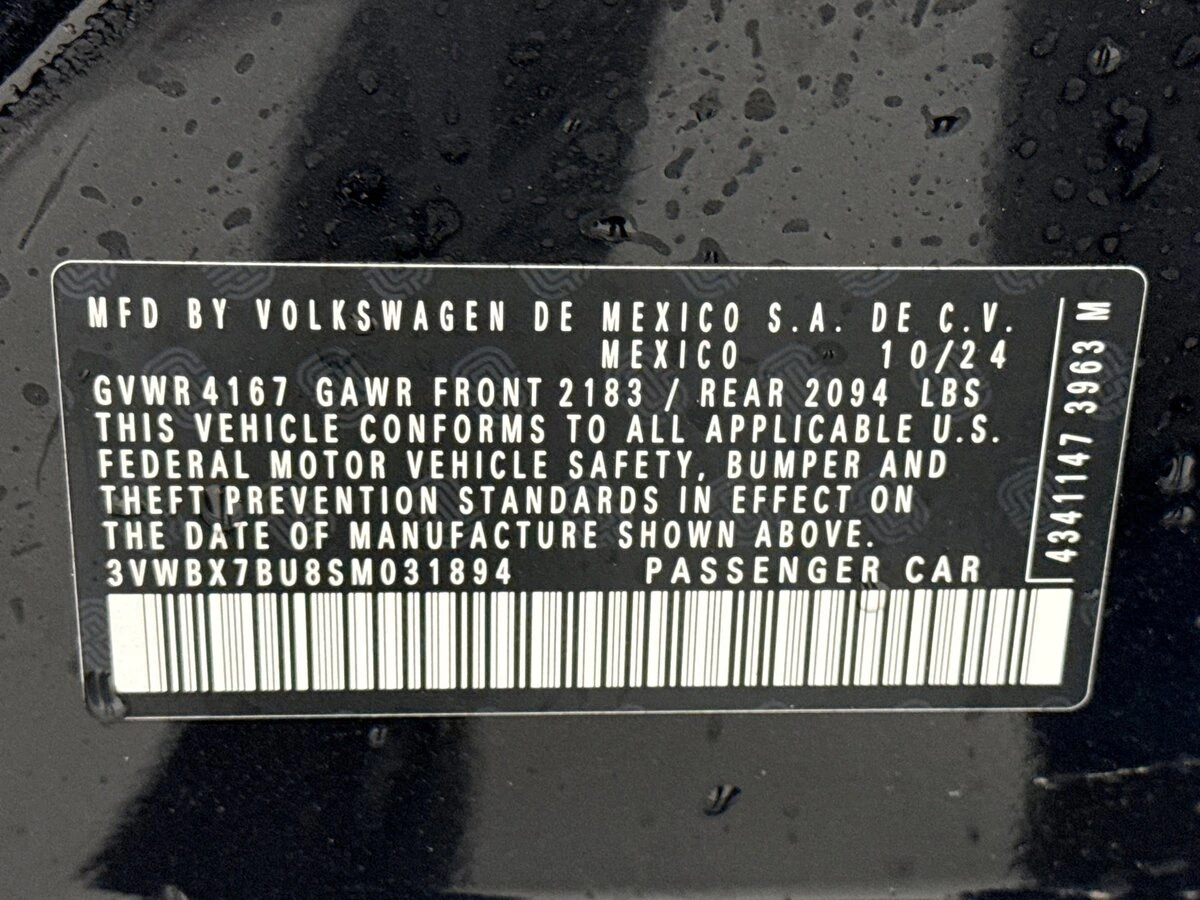 MFD BY VOLKSWAGEN DE MEXICO S.A. DE C.V.
MEXICO 10/24
GVWR 4167 GAWR FRONT 2183 / REAR 2094 LBS
THIS VEHICLE CONFORMS TO ALL APPLICABLE U.S.
FEDERAL MOTOR VEHICLE SAFETY, BUMPER AND
THEFT PREVENTION STANDARDS IN EFFECT ON
THE DATE OF MANUFACTURE SHOWN ABOVE.
3VWBX7BU8SM031894 PASSENGER CAR
4341147 3963 M